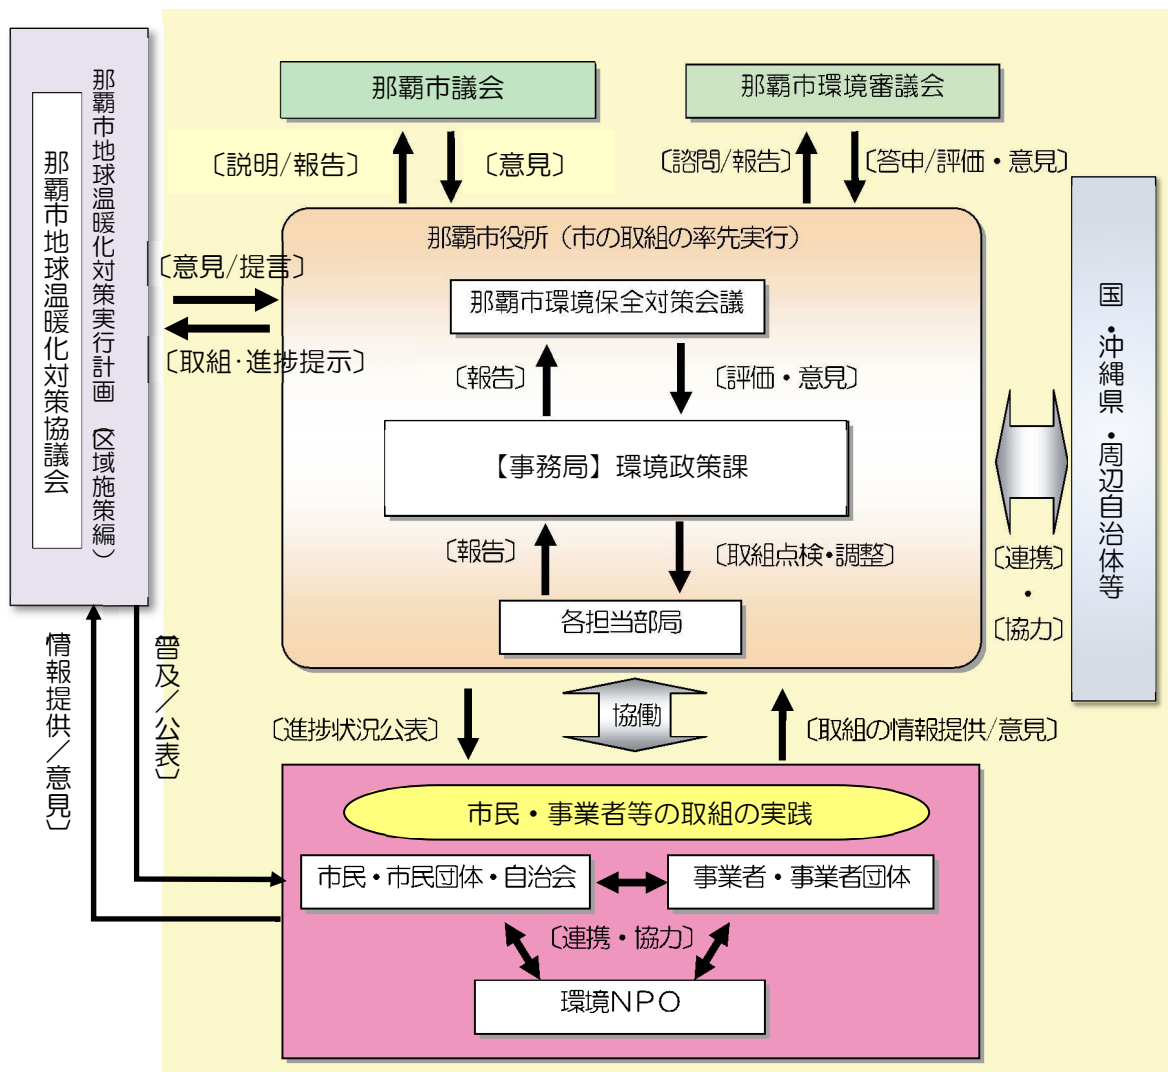 那覇市地球温暖化対策実行計画（区域施策編）
那覇市地球温暖化対策協議会
那覇市議会
那覇市環境審議会
〔説明/報告〕
〔意見〕
〔諮問/報告〕
〔答申/評価・意見〕
那覇市役所（市の取組の率先実行）
〔意見/提言〕
〔取組･進捗提示〕
那覇市環境保全対策会議
〔報告〕
〔評価・意見〕
【事務局】環境政策課
〔報告〕
〔取組点検･調整〕
各担当部局
国・沖縄県・周辺自治体等
〔連携〕
・
〔協力〕
〔情報提供／意見〕
〔普及／公表〕
〔進捗状況公表〕
協働
〔取組の情報提供/意見〕
市民・事業者等の取組の実践
市民・市民団体・自治会
事業者・事業者団体
〔連携・協力〕
環境NPO